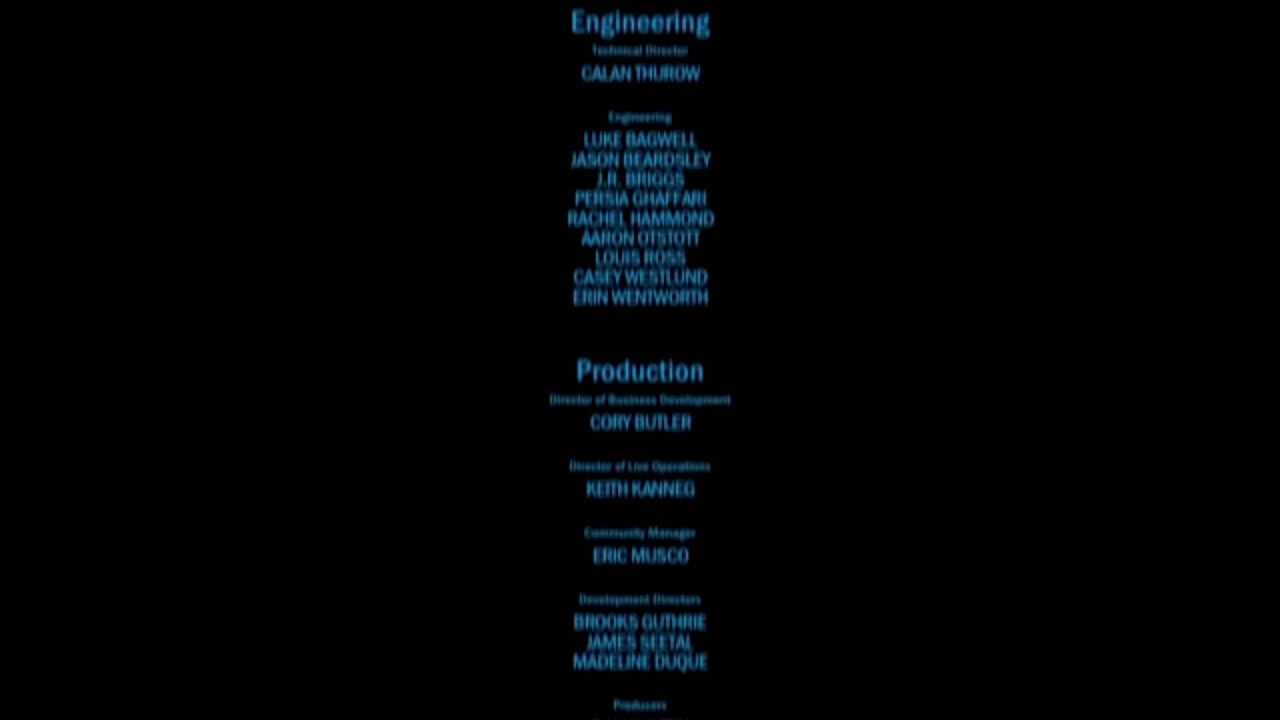 Engineering
Technical Director
CALAN THUROW
Engineering
LUKE BAGWELL
JASON BEARDSLEY
J.R. BRIGGS
PERSIA GHAFFARI
RACHEL HAMMOND
AARON OTSTOTT
LOUIS ROSS
CASEY WESTLUND
ERIN WENTWORTH
Production
Director of Business Development
CORY BUTLER
Director of Live Operations
KEITH KANNEG
Community Manager
ERIC MUSCO
Development Directors
BROOKS GUTHRIE
JAMES SEETAL
MADELINE DUQUE
Producers